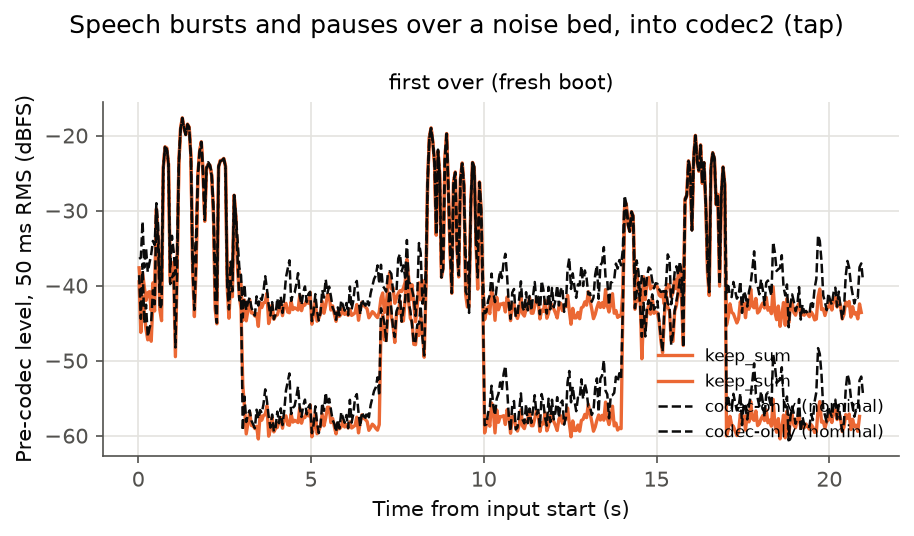 Speech bursts and pauses over a noise bed, into codec2 (tap)
first over (fresh boot)
Pre-codec level, 50 ms RMS (dBFS)
−20
−30
−40
−50
−60
keep_sum
keep_sum
codec-only (nominal)
codec-only (nominal)
0
5
10
15
20
Time from input start (s)